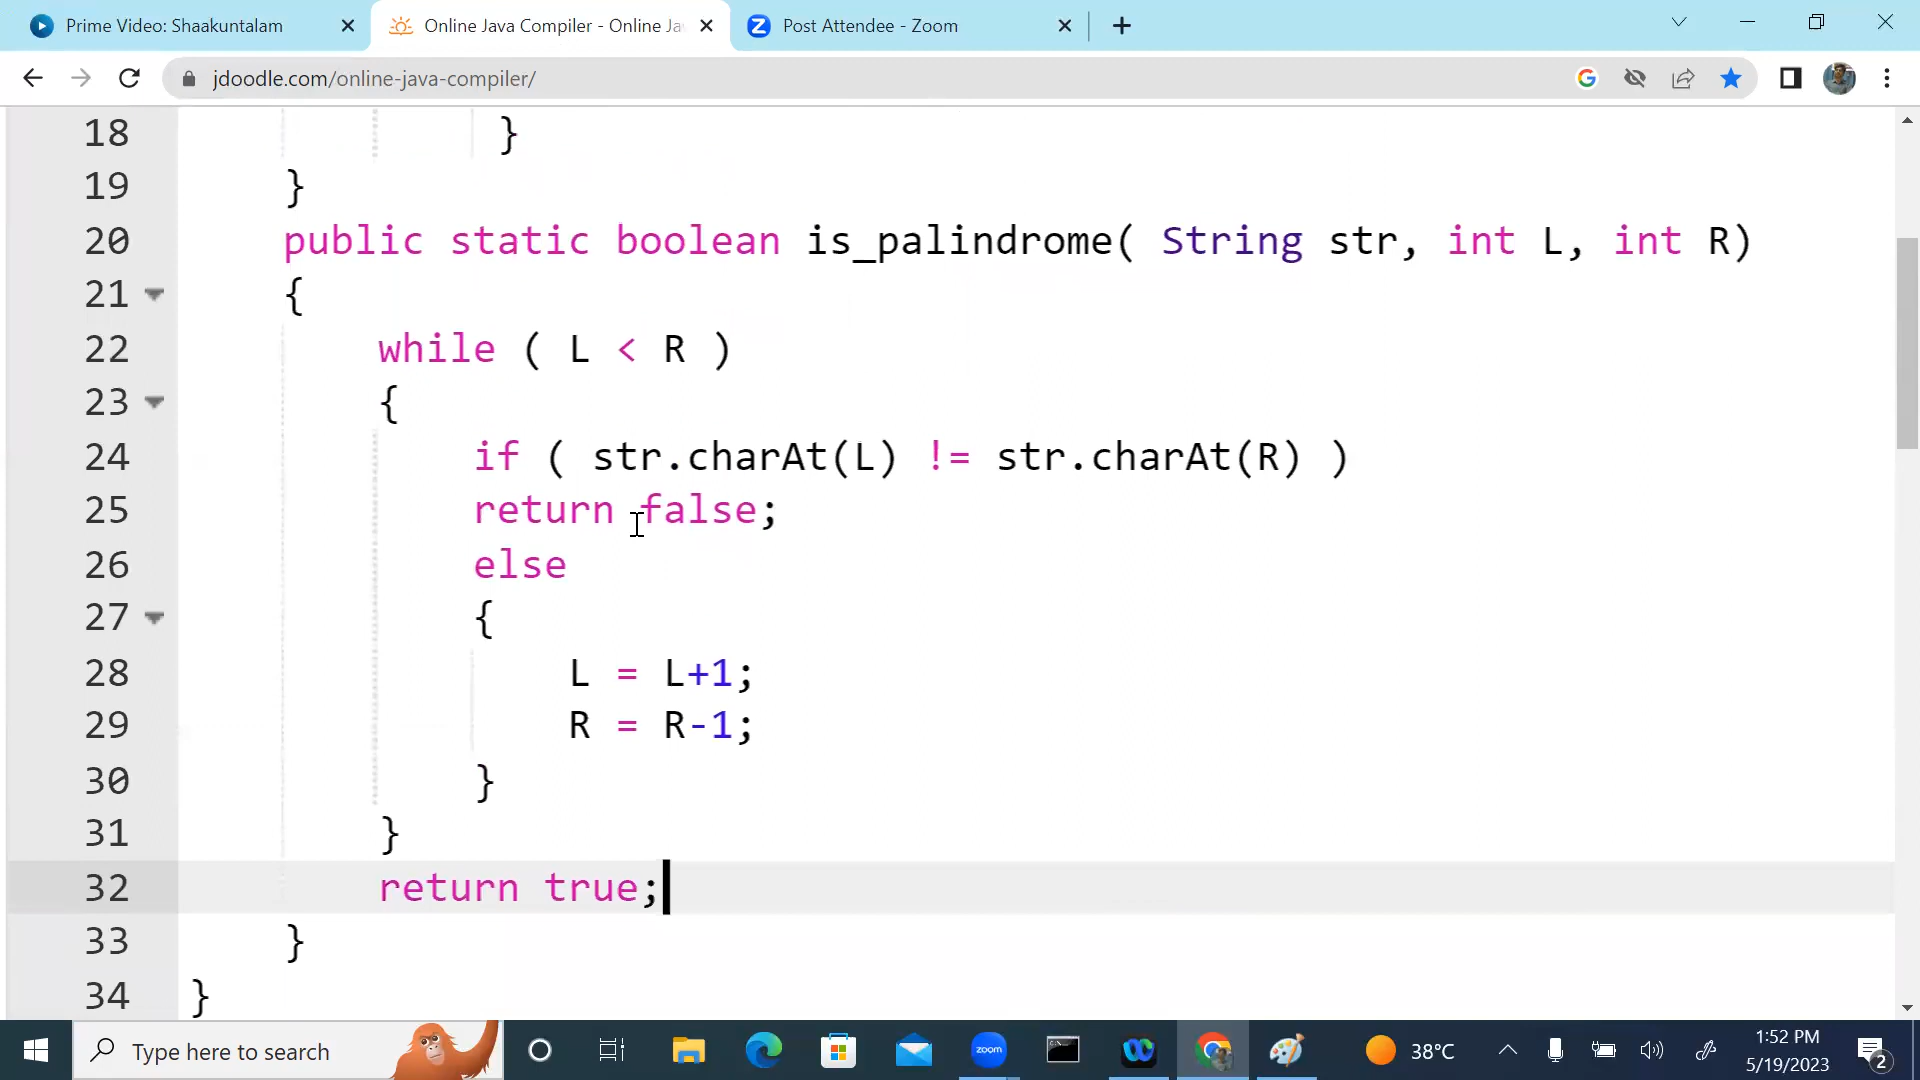 Prime Video: Shaakuntalam
Online Java Compiler - Online Ja
Post Attendee - Zoom
jdoodle.com/online-java-compiler/
18 }
19 }
20 public static boolean is_palindrome( String str, int L, int R)
21 {
22 while ( L < R )
23 {
24 if ( str.charAt(L) != str.charAt(R) )
25 return false;
26 else
27 {
28 L = L+1;
29 R = R-1;
30 }
31 }
32 return true;
33 }
34 }
Type here to search
zoom
38°C
1:52 PM
5/19/2023
2